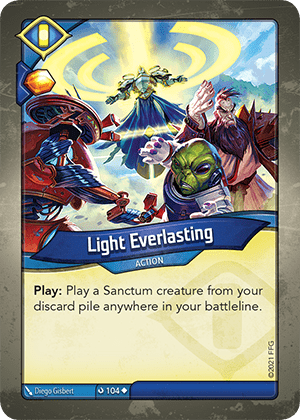 Light Everlasting
ACTION
Play: Play a Sanctum creature from your
discard pile anywhere in your battleline.
©2021 FFG
Diego Gisbert
104